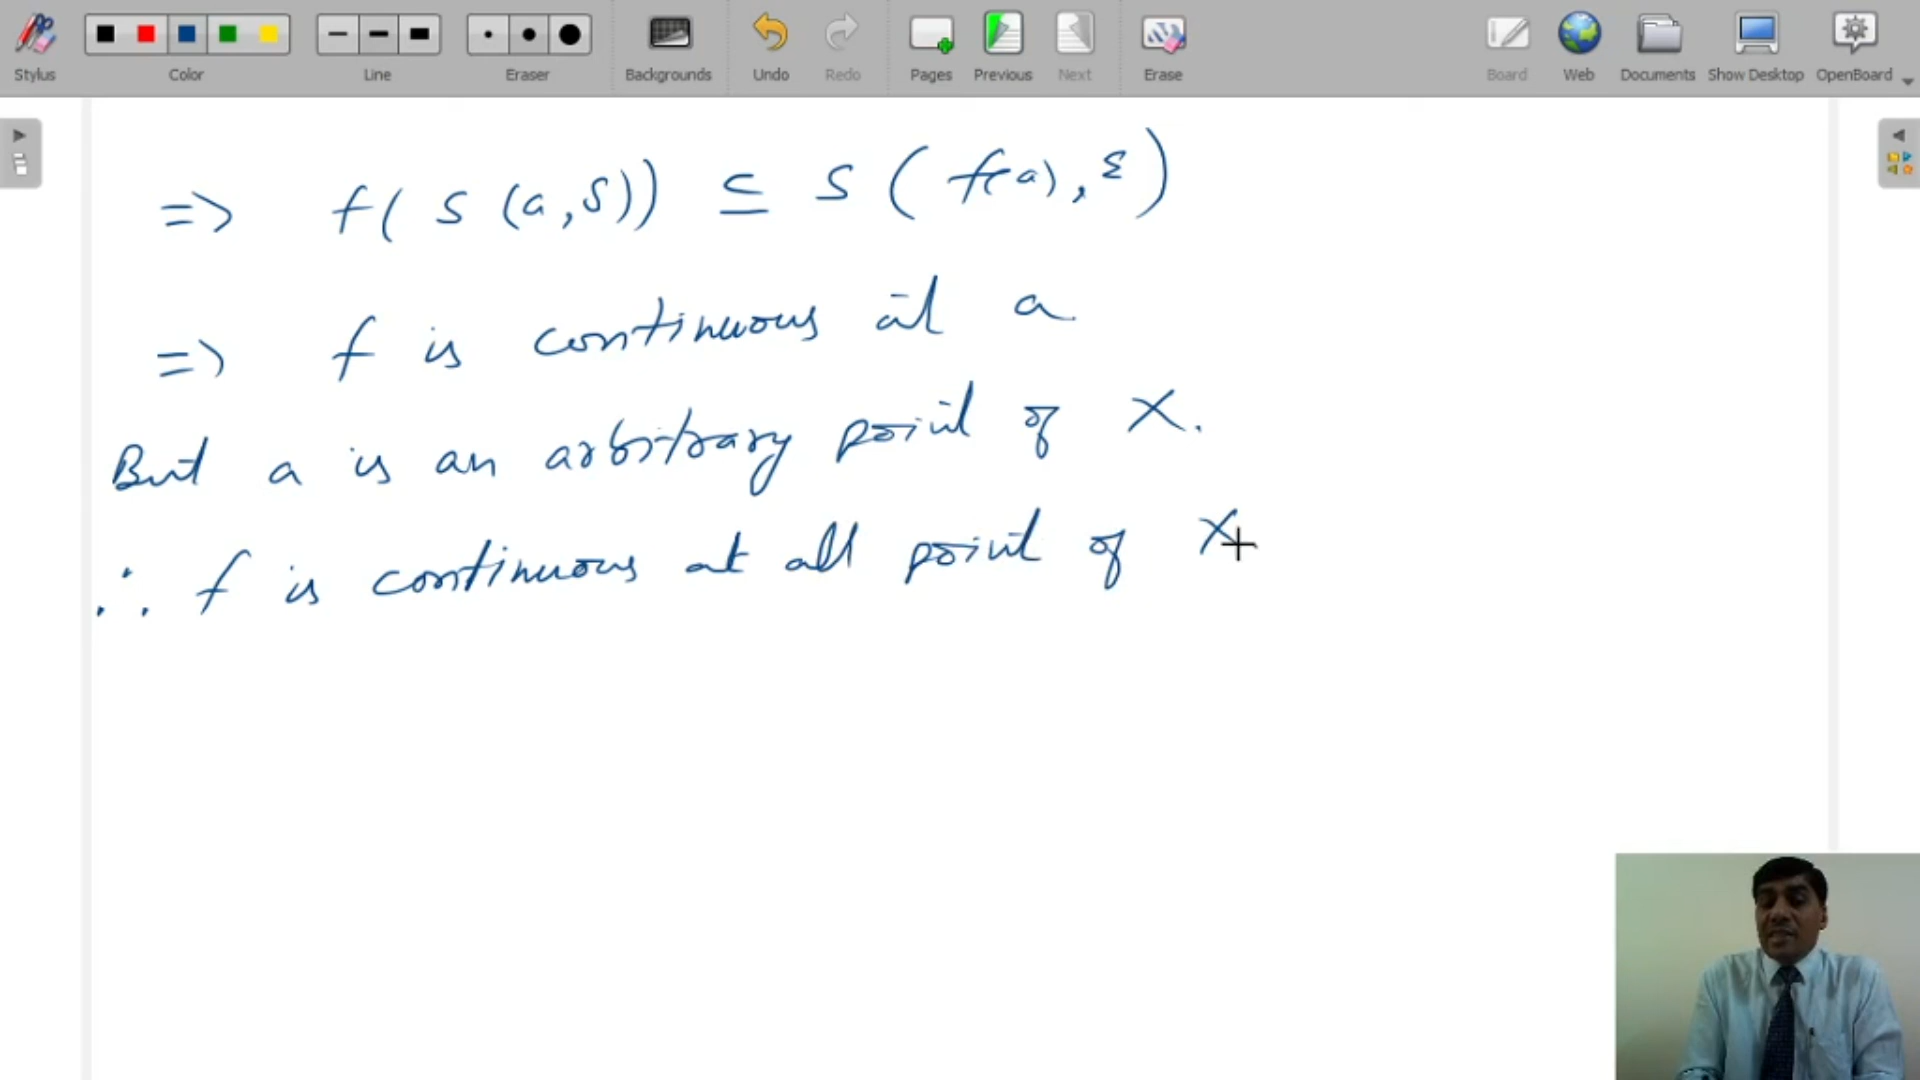 Stylus Color Line Eraser Backgrounds Undo Redo Pages Previous Next Erase Board Web Documents Show Desktop OpenBoard
=> f( S (a, δ)) ⊆ S ( f(a), ε )
=> f is continuous at a
But a is an arbitrary point of X.
∴ f is continuous at all point of X